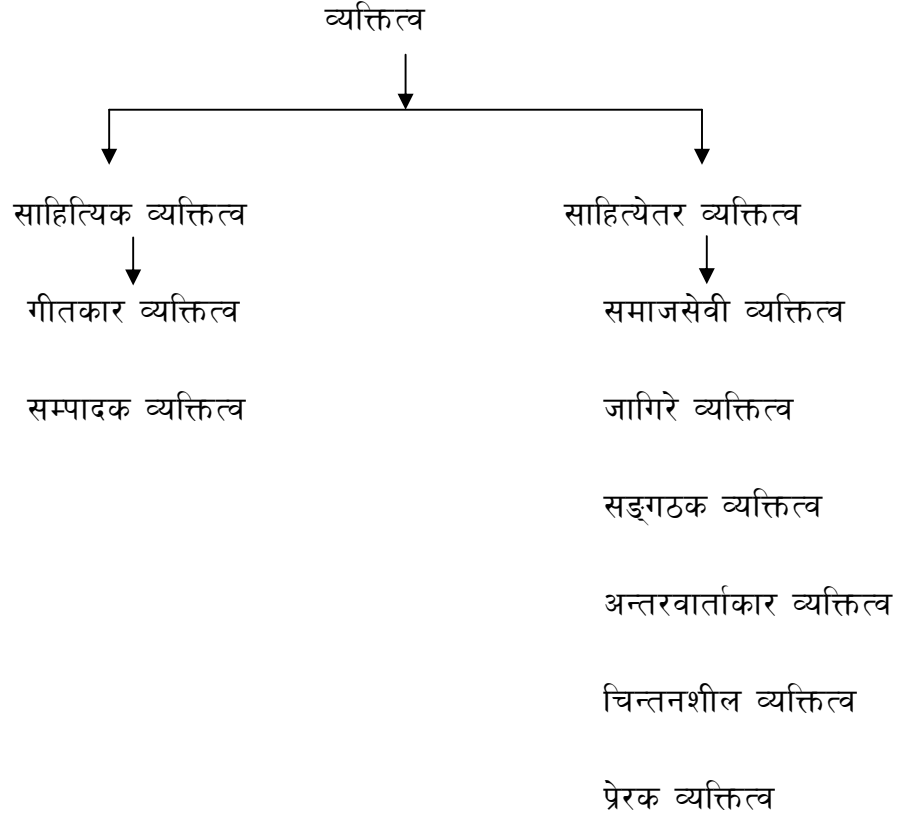 व्यक्तित्व
साहित्यिक व्यक्तित्व
गीतकार व्यक्तित्व
सम्पादक व्यक्तित्व
साहित्येतर व्यक्तित्व
समाजसेवी व्यक्तित्व
जागिरे व्यक्तित्व
सङ्गठक व्यक्तित्व
अन्तरवार्ताकार व्यक्तित्व
चिन्तनशील व्यक्तित्व
प्रेरक व्यक्तित्व